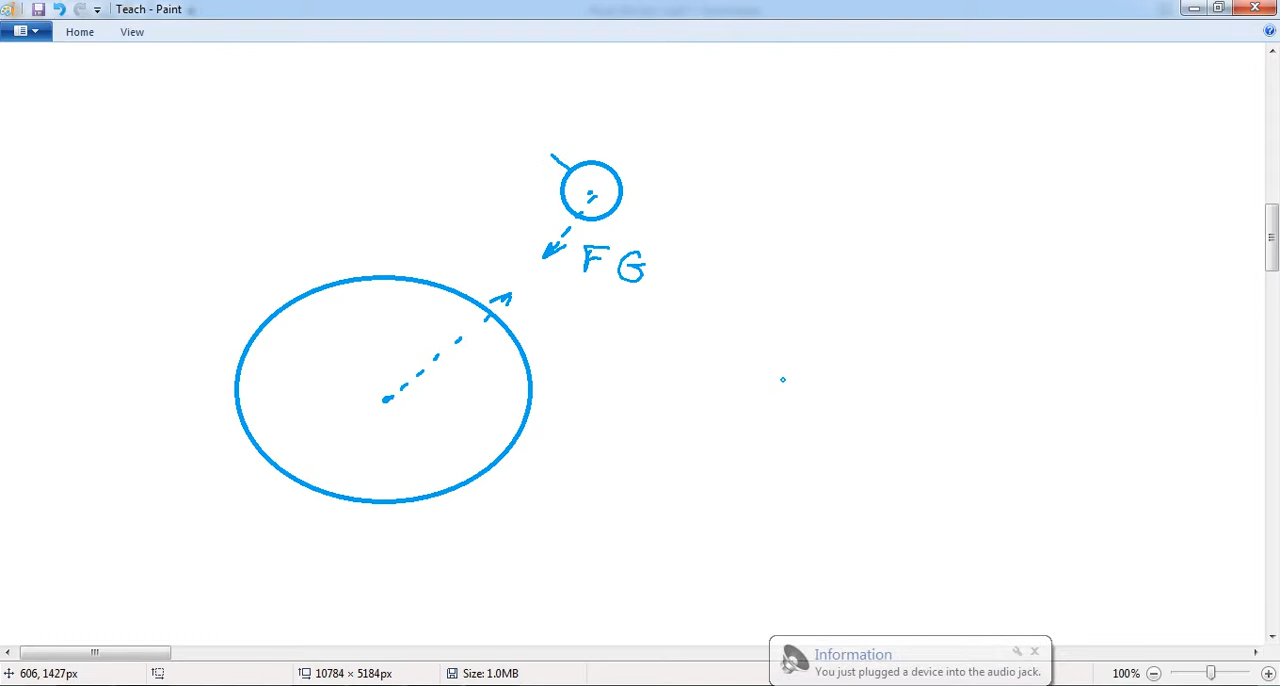 Teach - Paint
Home View
F G
Information
You just plugged a device into the audio jack.
606, 1427px
10784 × 5184px
Size: 1.0MB
100%